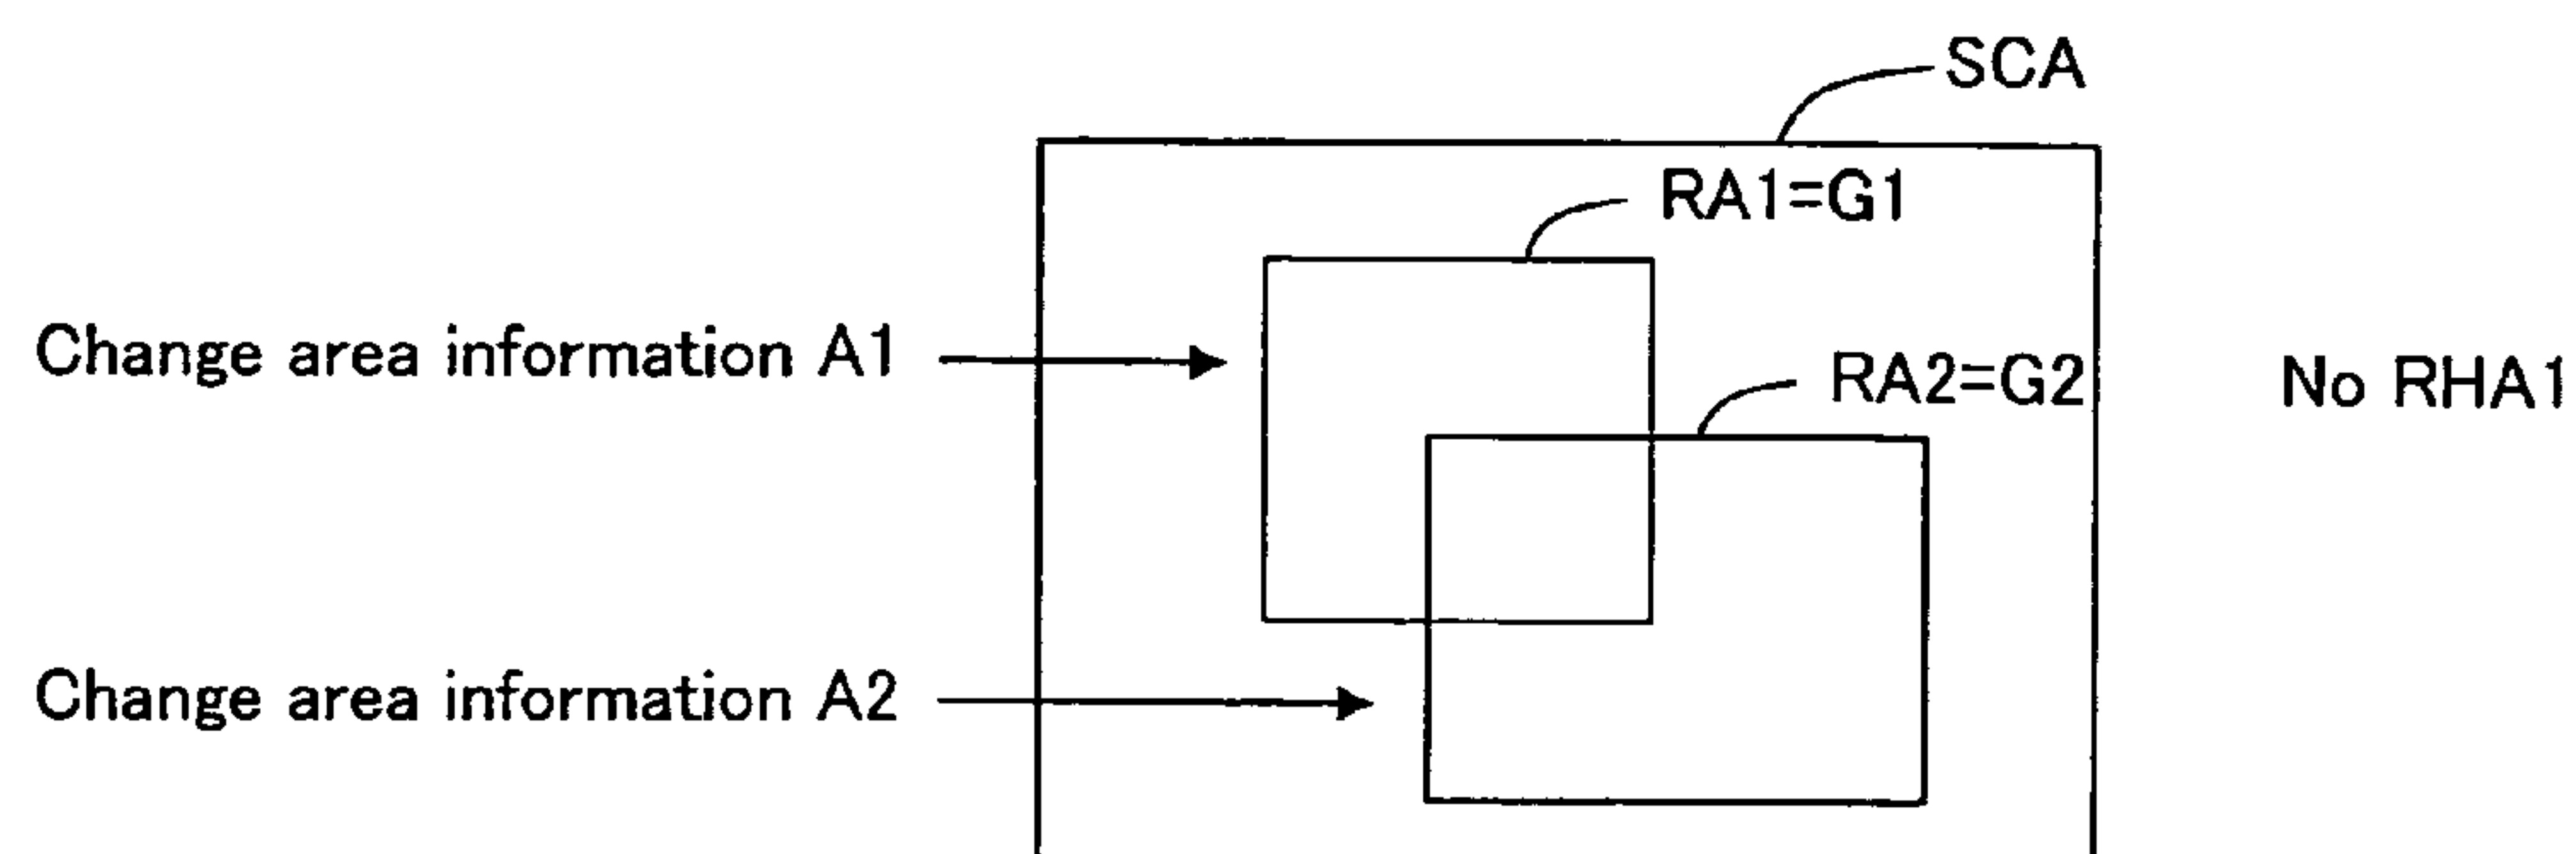 SCA
RA1=G1
Change area information A1
RA2=G2
No RHA1
Change area information A2